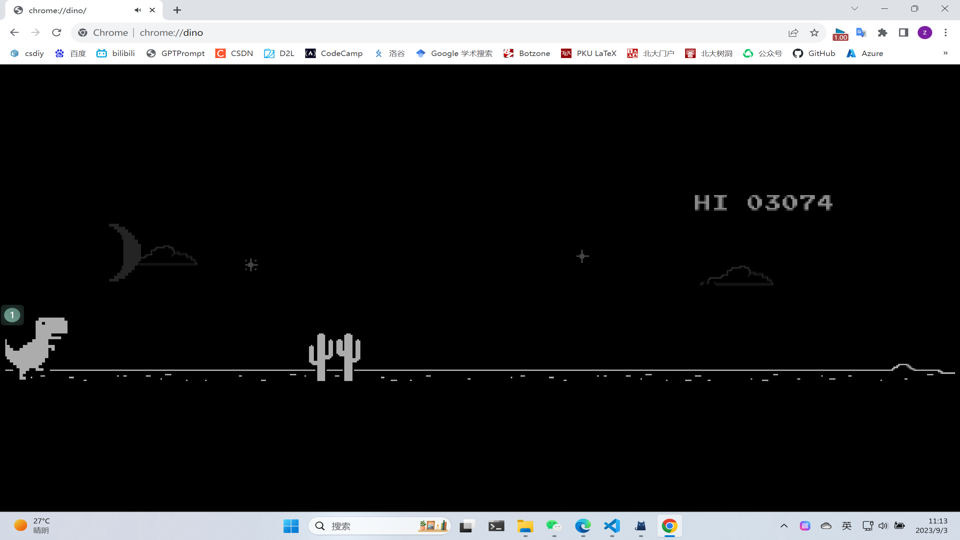 chrome://dino/
Chrome | chrome://dino
1.00
z
csdiy 百度 bilibili GPTPrompt CSDN D2L CodeCamp 洛谷 Google 学术搜索 Botzone PKU LaTeX 北大门户 北大树洞 公众号 GitHub Azure »
HI 03074
1
27°C
晴朗
搜索
英
11:13
2023/9/3